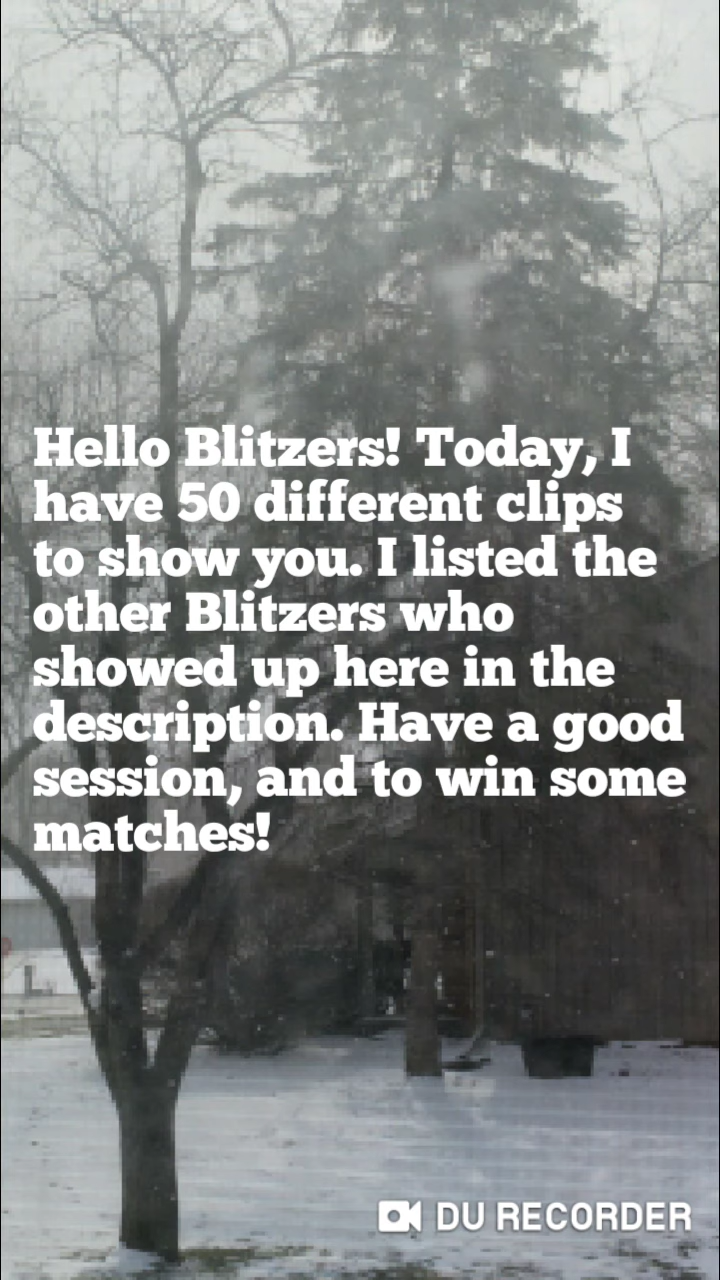 Hello Blitzers! Today, I
have 50 different clips
to show you. I listed the
other Blitzers who
showed up here in the
description. Have a good
session, and to win some
matches!
DU RECORDER